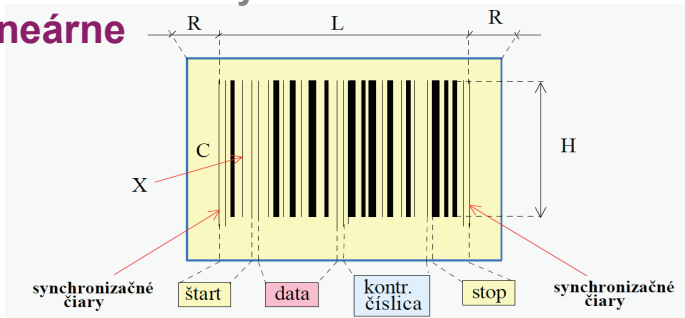 neárne
R L R
C
X
H
synchronizačné
čiary
štart
data
kontr.
číslica
stop
synchronizačné
čiary